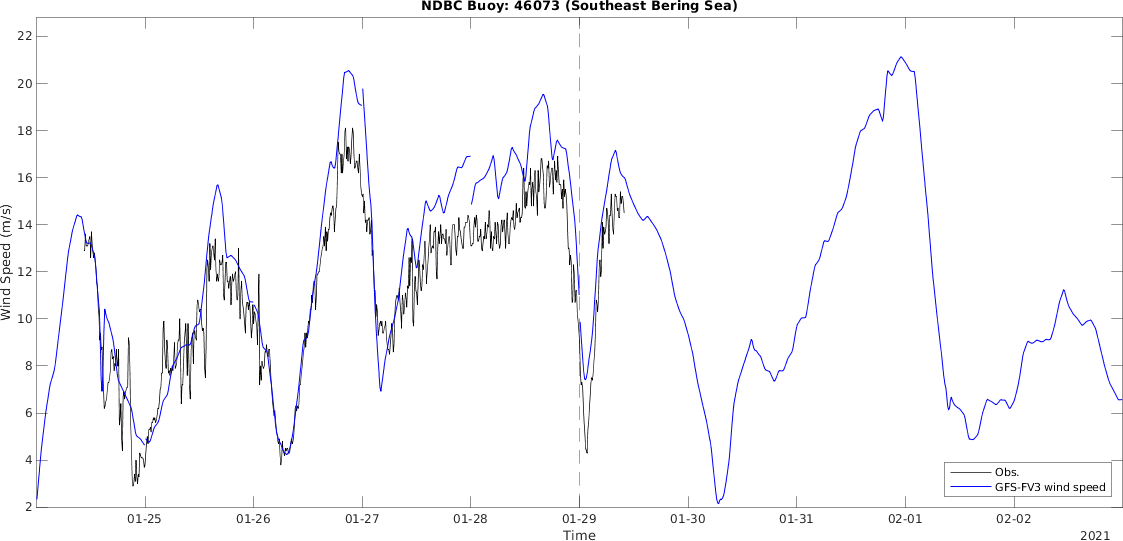 NDBC Buoy: 46073 (Southeast Bering Sea)
22
20
18
16
14
12
10
8
6
4
2
Wind Speed (m/s)
01-25 01-26 01-27 01-28 01-29 01-30 01-31 02-01 02-02
Time
2021
Obs.
GFS-FV3 wind speed